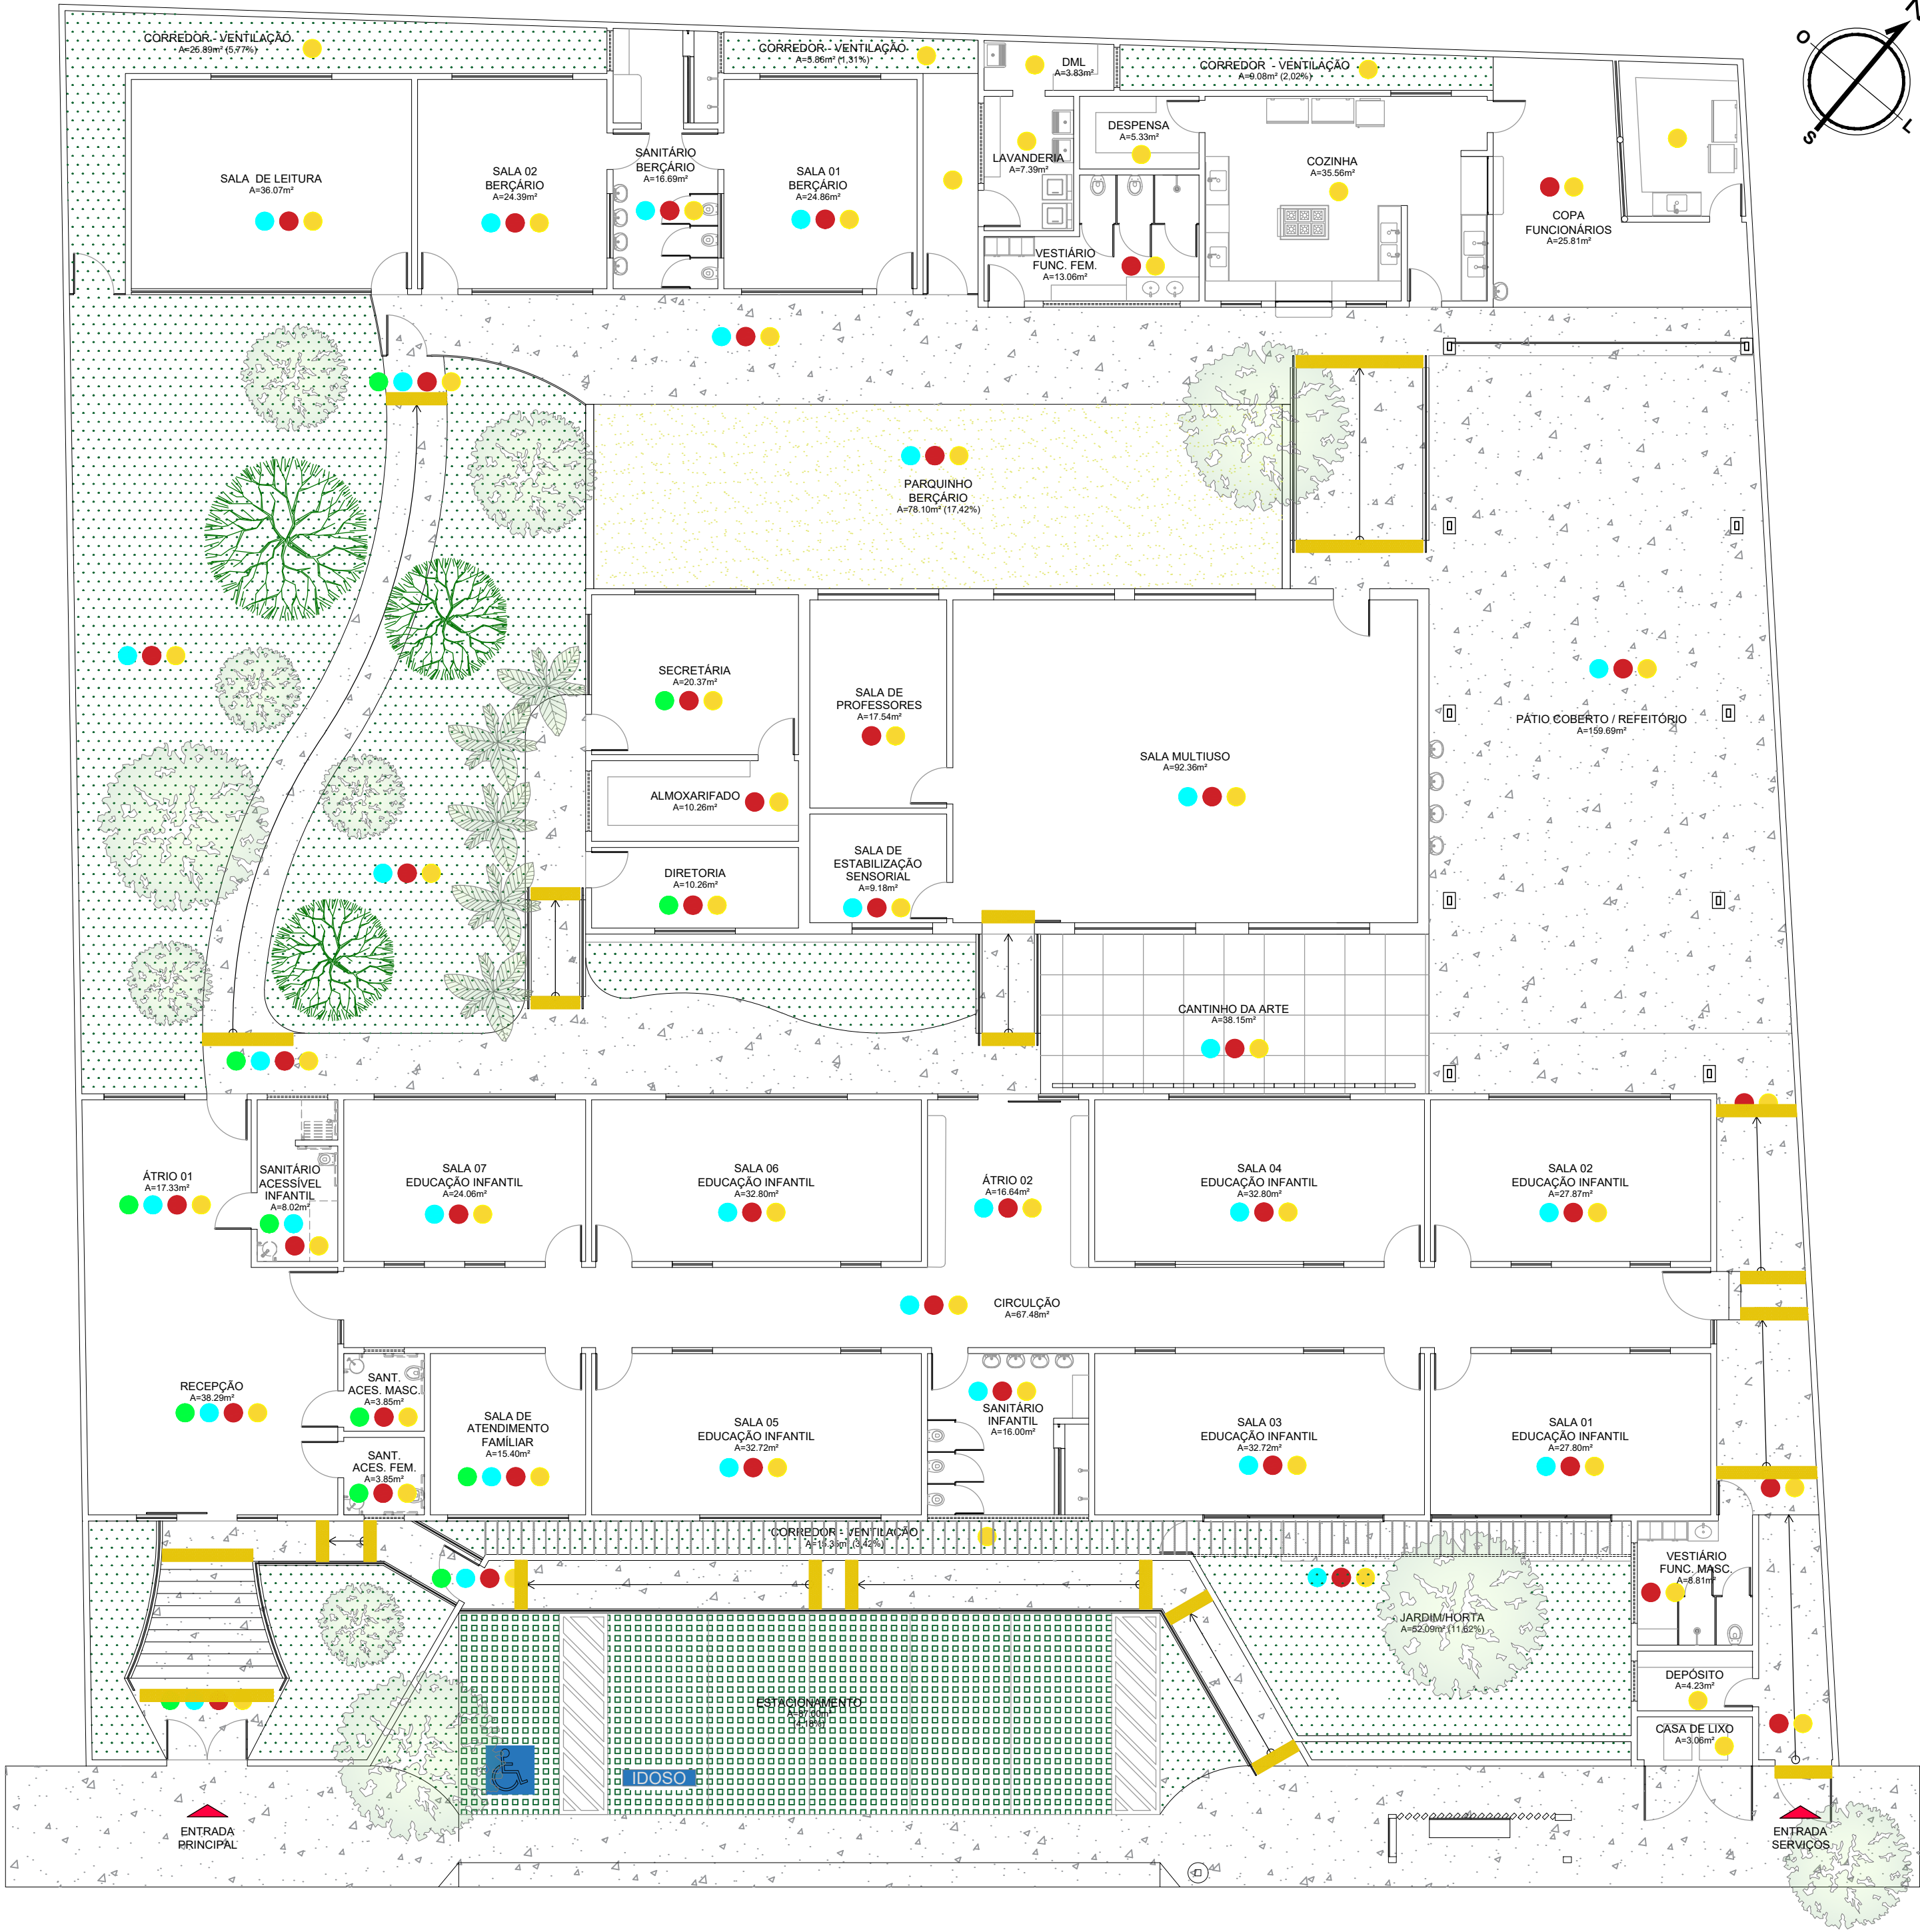 CORREDOR - VENTILAÇÃO
A=25.89m² (5,77%)
CORREDOR - VENTILAÇÃO
A=5.86m² (1,31%)
DML
A=3.83m²
CORREDOR - VENTILAÇÃO
A=9.08m² (2,02%)
N
O
L
S
SALA DE LEITURA
A=36.07m²
SALA 02
BERÇÁRIO
A=24.39m²
SANITÁRIO
BERÇÁRIO
A=16.69m²
SALA 01
BERÇÁRIO
A=24.86m²
LAVANDERIA
A=7.39m²
DESPENSA
A=5.33m²
COZINHA
A=35.56m²
COPA
FUNCIONÁRIOS
A=25.81m²
VESTIÁRIO
FUNC. FEM.
A=13.06m²
PARQUINHO
BERÇÁRIO
A=78.10m² (17,42%)
SECRETÁRIA
A=20.37m²
SALA DE
PROFESSORES
A=17.54m²
SALA MULTIUSO
A=92.36m²
PÁTIO COBERTO / REFEITÓRIO
A=159.69m²
ALMOXARIFADO
A=10.26m²
DIRETORIA
A=10.26m²
SALA DE
ESTABILIZAÇÃO
SENSORIAL
A=9.18m²
CANTINHO DA ARTE
A=38.15m²
ÁTRIO 01
A=17.33m²
SANITÁRIO
ACESSÍVEL
INFANTIL
A=8.02m²
SALA 07
EDUCAÇÃO INFANTIL
A=24.06m²
SALA 06
EDUCAÇÃO INFANTIL
A=32.80m²
ÁTRIO 02
A=16.64m²
SALA 04
EDUCAÇÃO INFANTIL
A=32.80m²
SALA 02
EDUCAÇÃO INFANTIL
A=27.87m²
CIRCULÇÃO
A=67.48m²
RECEPÇÃO
A=38.29m²
SANT.
ACES. MASC.
A=3.85m²
SANT.
ACES. FEM.
A=3.85m²
SALA DE
ATENDIMENTO
FAMÍLIAR
A=15.40m²
SALA 05
EDUCAÇÃO INFANTIL
A=32.72m²
SANITÁRIO
INFANTIL
A=16.00m²
SALA 03
EDUCAÇÃO INFANTIL
A=32.72m²
SALA 01
EDUCAÇÃO INFANTIL
A=27.80m²
CORREDOR - VENTILAÇÃO
A=15.35m² (3,42%)
VESTIÁRIO
FUNC. MASC.
A=8.81m²
JARDIM/HORTA
A=52.09m² (11,62%)
DEPÓSITO
A=4.23m²
CASA DE LIXO
A=3.06m²
ESTACIONAMENTO
(4,18%)
IDOSO
ENTRADA
PRINCIPAL
ENTRADA
SERVIÇOS